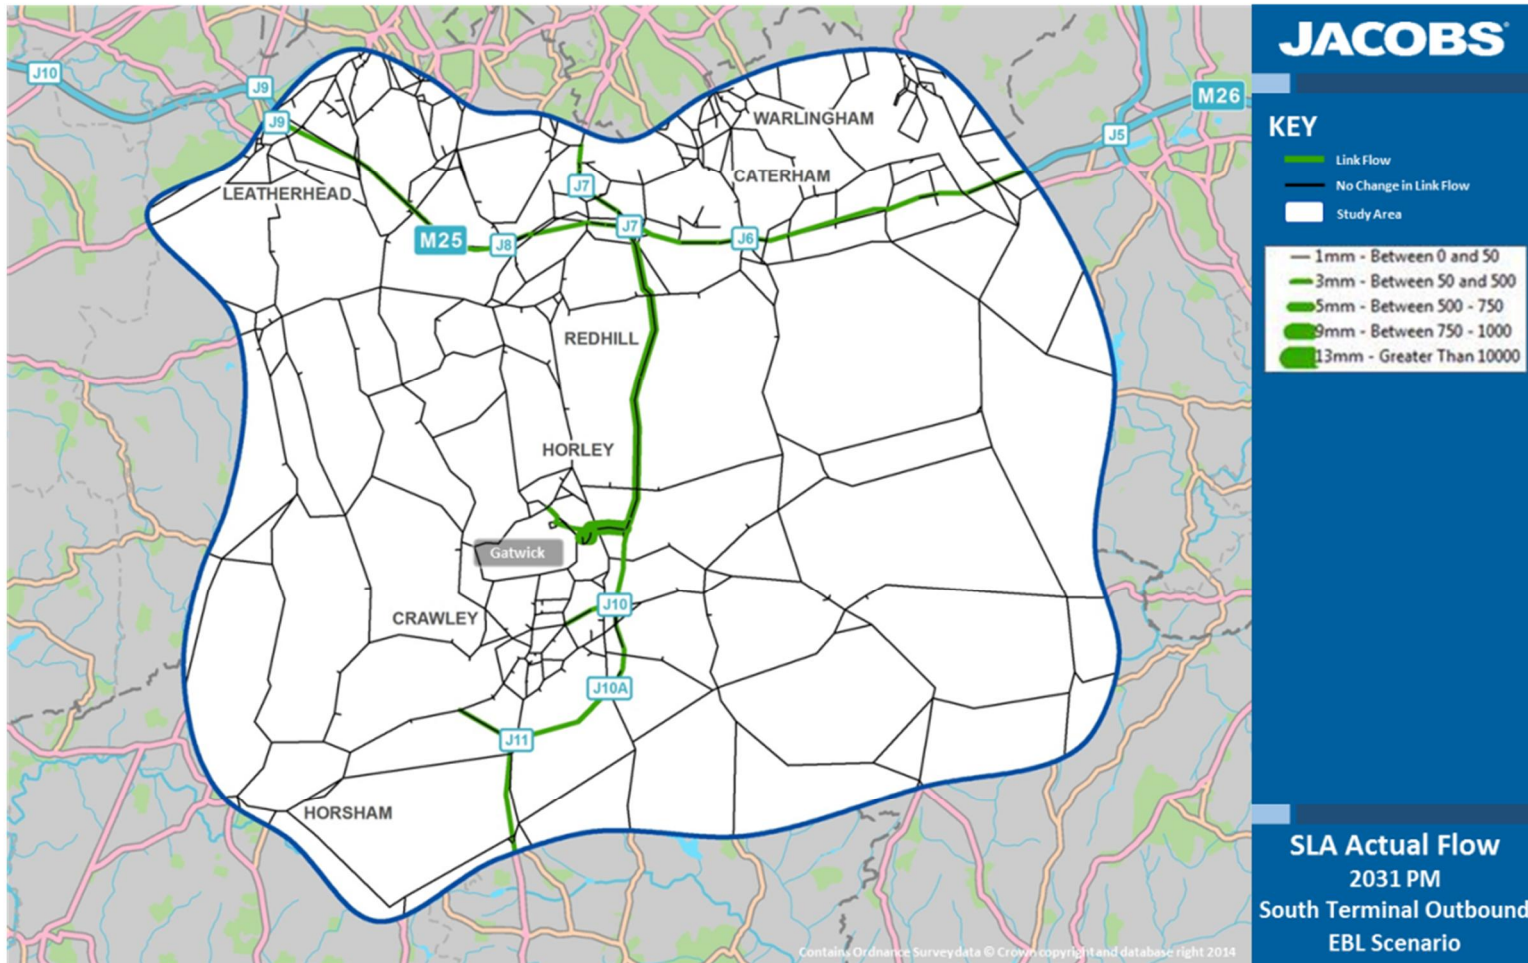 JACOBS
KEY
Link Flow
No Change in Link Flow
Study Area
1mm - Between 0 and 50
3mm - Between 50 and 500
5mm - Between 500 - 750
9mm - Between 750 - 1000
13mm - Greater Than 10000
SLA Actual Flow
2031 PM
South Terminal Outbound
EBL Scenario
J10
J9
J9
M26
J5
WARLINGHAM
CATERHAM
LEATHERHEAD
J7
J7
M25
J8
J6
REDHILL
HORLEY
Gatwick
J10
CRAWLEY
J10A
J11
HORSHAM
Contains Ordnance Survey data © Crown copyright and database right 2014